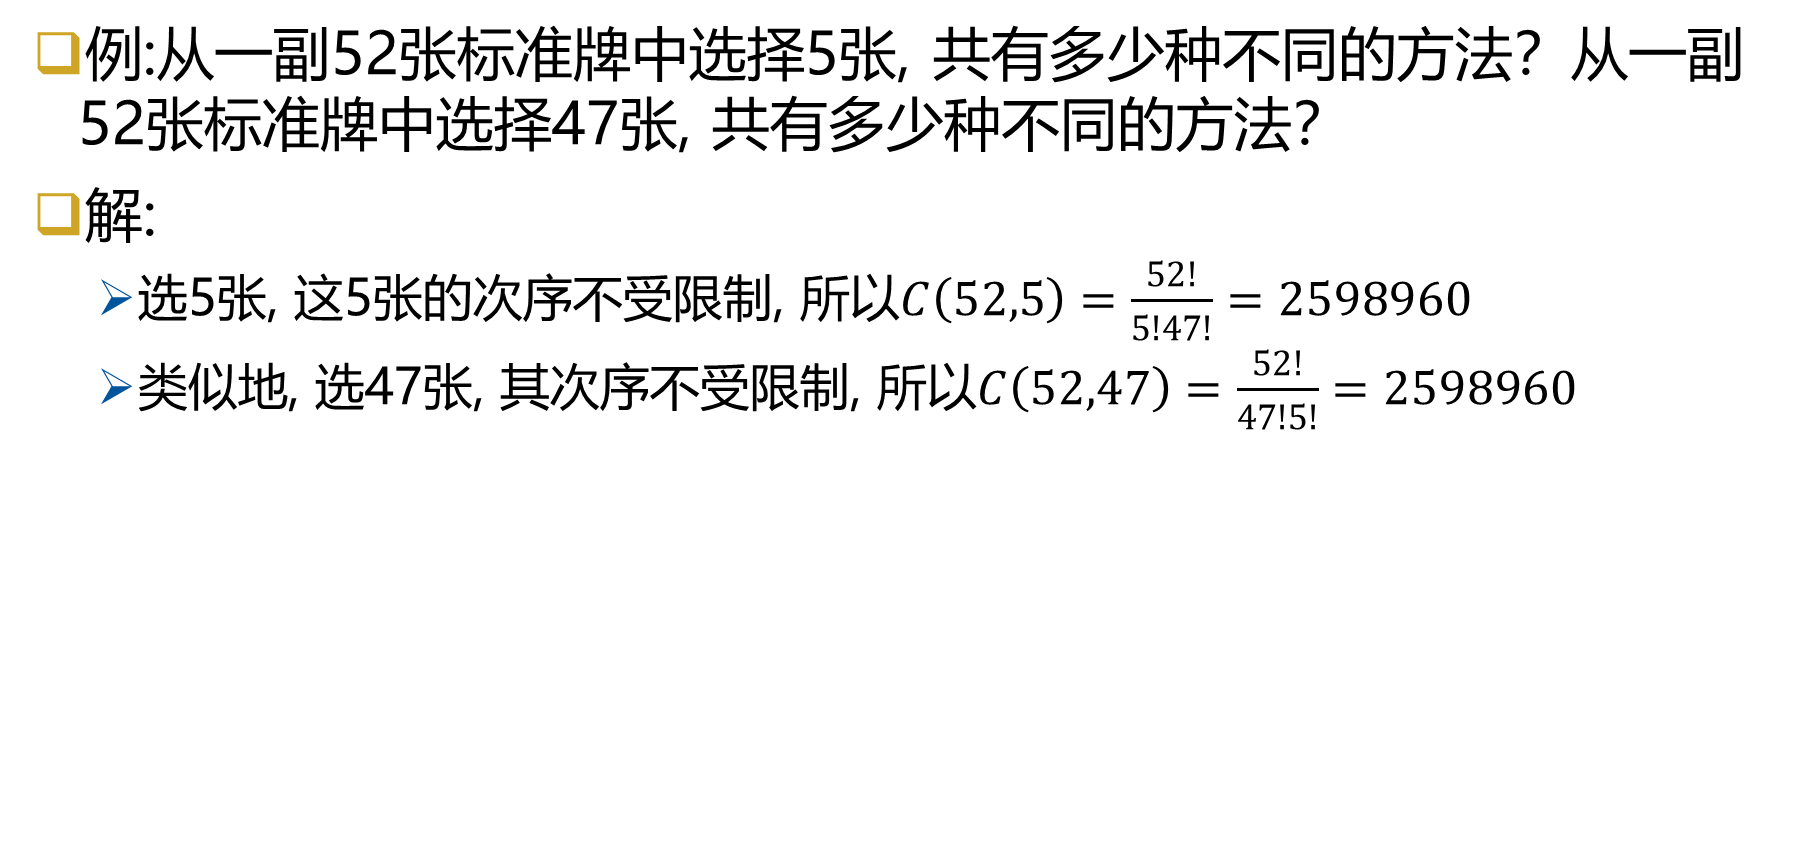 例:从一副52张标准牌中选择5张, 共有多少种不同的方法？从一副
52张标准牌中选择47张, 共有多少种不同的方法?
解:
选5张, 这5张的次序不受限制, 所以C(52,5) = 52!/5!47! = 2598960
类似地, 选47张, 其次序不受限制, 所以C(52,47) = 52!/47!5! = 2598960